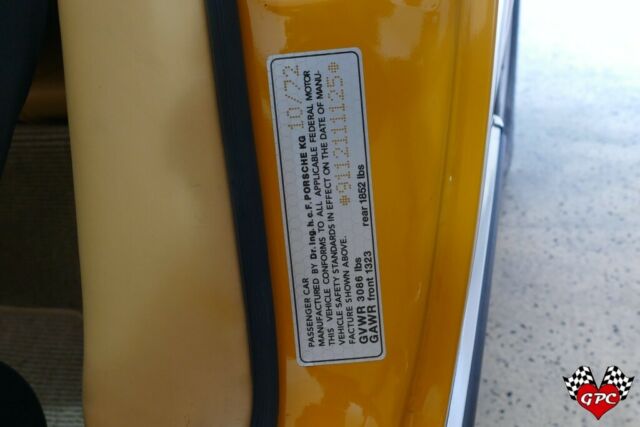 PASSENGER CAR
MANUFACTURED BY Dr. Ing. h. c. F. PORSCHE KG 10/72
THIS VEHICLE CONFORMS TO ALL APPLICABLE FEDERAL MOTOR
VEHICLE SAFETY STANDARDS IN EFFECT ON THE DATE OF MANU-
FACTURE SHOWN ABOVE.
*9112111125*
GVWR 3086 lbs
GAWR front 1323 rear 1852 lbs
GPC